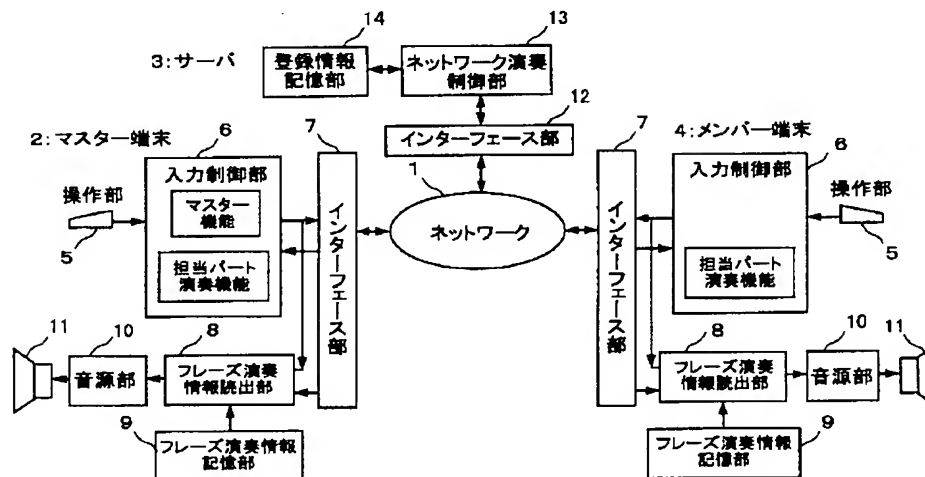 14
13
3:サーバ
登録情報
記憶部
ネットワーク演奏
制御部
12
2:マスター端末
6
7
インターフェース部
7
4:メンバー端末
6
操作部
5
入力制御部
マスター
機能
担当パート
演奏機能
インターフェース部
1
ネットワーク
インターフェース部
入力制御部
担当パート
演奏機能
操作部
5
11
10
音源部
8
フレーズ演奏
情報読出部
8
フレーズ演奏
情報読出部
10
音源部
11
9
フレーズ演奏情報
記憶部
フレーズ演奏情報
記憶部
9